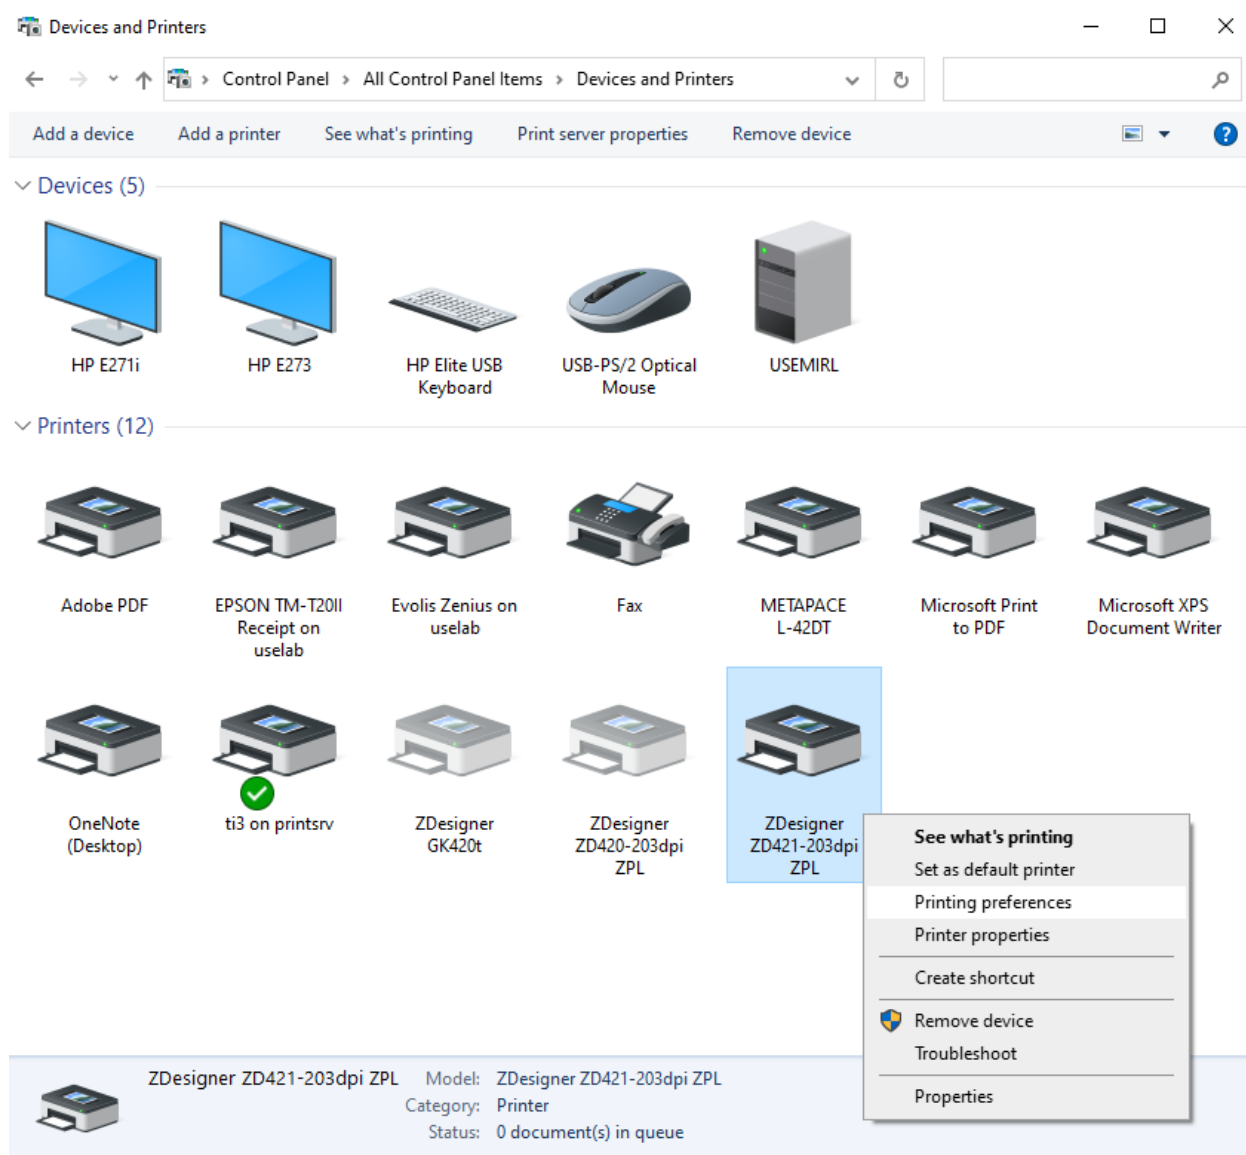 Devices and Printers
Control Panel > All Control Panel Items > Devices and Printers
Add a device Add a printer See what's printing Print server properties Remove device ?
Devices (5)
HP E271i
HP E273
HP Elite USB
Keyboard
USB-PS/2 Optical
Mouse
USEMIRL
Printers (12)
Adobe PDF
EPSON TM-T20II
Receipt on
uselab
Evolis Zenius on
uselab
Fax
METAPACE
L-42DT
Microsoft Print
to PDF
Microsoft XPS
Document Writer
OneNote
(Desktop)
ti3 on printsrv
ZDesigner
GK420t
ZDesigner
ZD420-203dpi
ZPL
ZDesigner
ZD421-203dpi
ZPL
See what's printing
Set as default printer
Printing preferences
Printer properties
Create shortcut
Remove device
Troubleshoot
Properties
ZDesigner ZD421-203dpi ZPL Model: ZDesigner ZD421-203dpi ZPL
Category: Printer
Status: 0 document(s) in queue